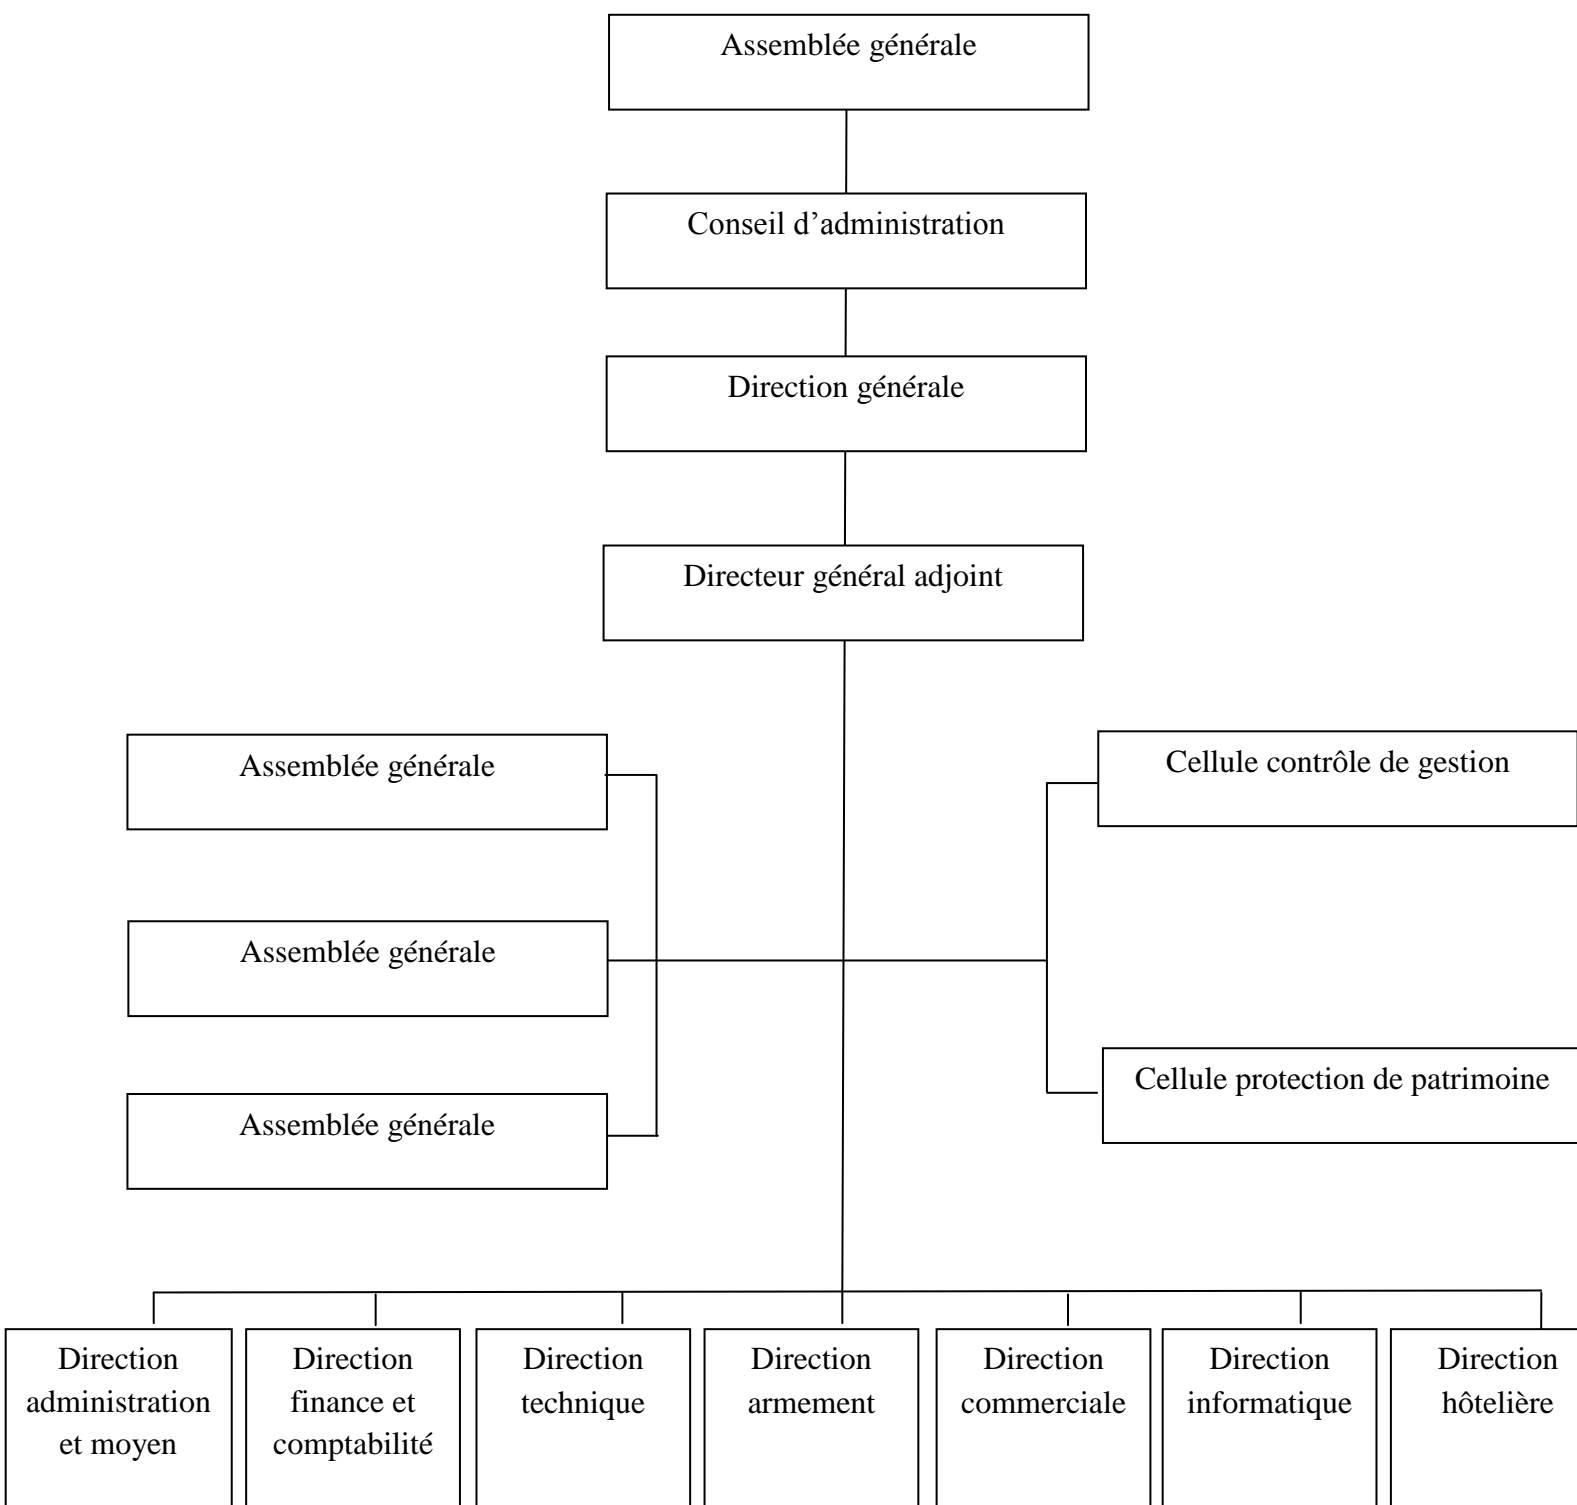 Assemblée générale
Conseil d’administration
Direction générale
Directeur général adjoint
Assemblée générale
Cellule contrôle de gestion
Assemblée générale
Cellule protection de patrimoine
Assemblée générale
Direction
administration
et moyen
Direction
finance et
comptabilité
Direction
technique
Direction
armement
Direction
commerciale
Direction
informatique
Direction
hôtelière